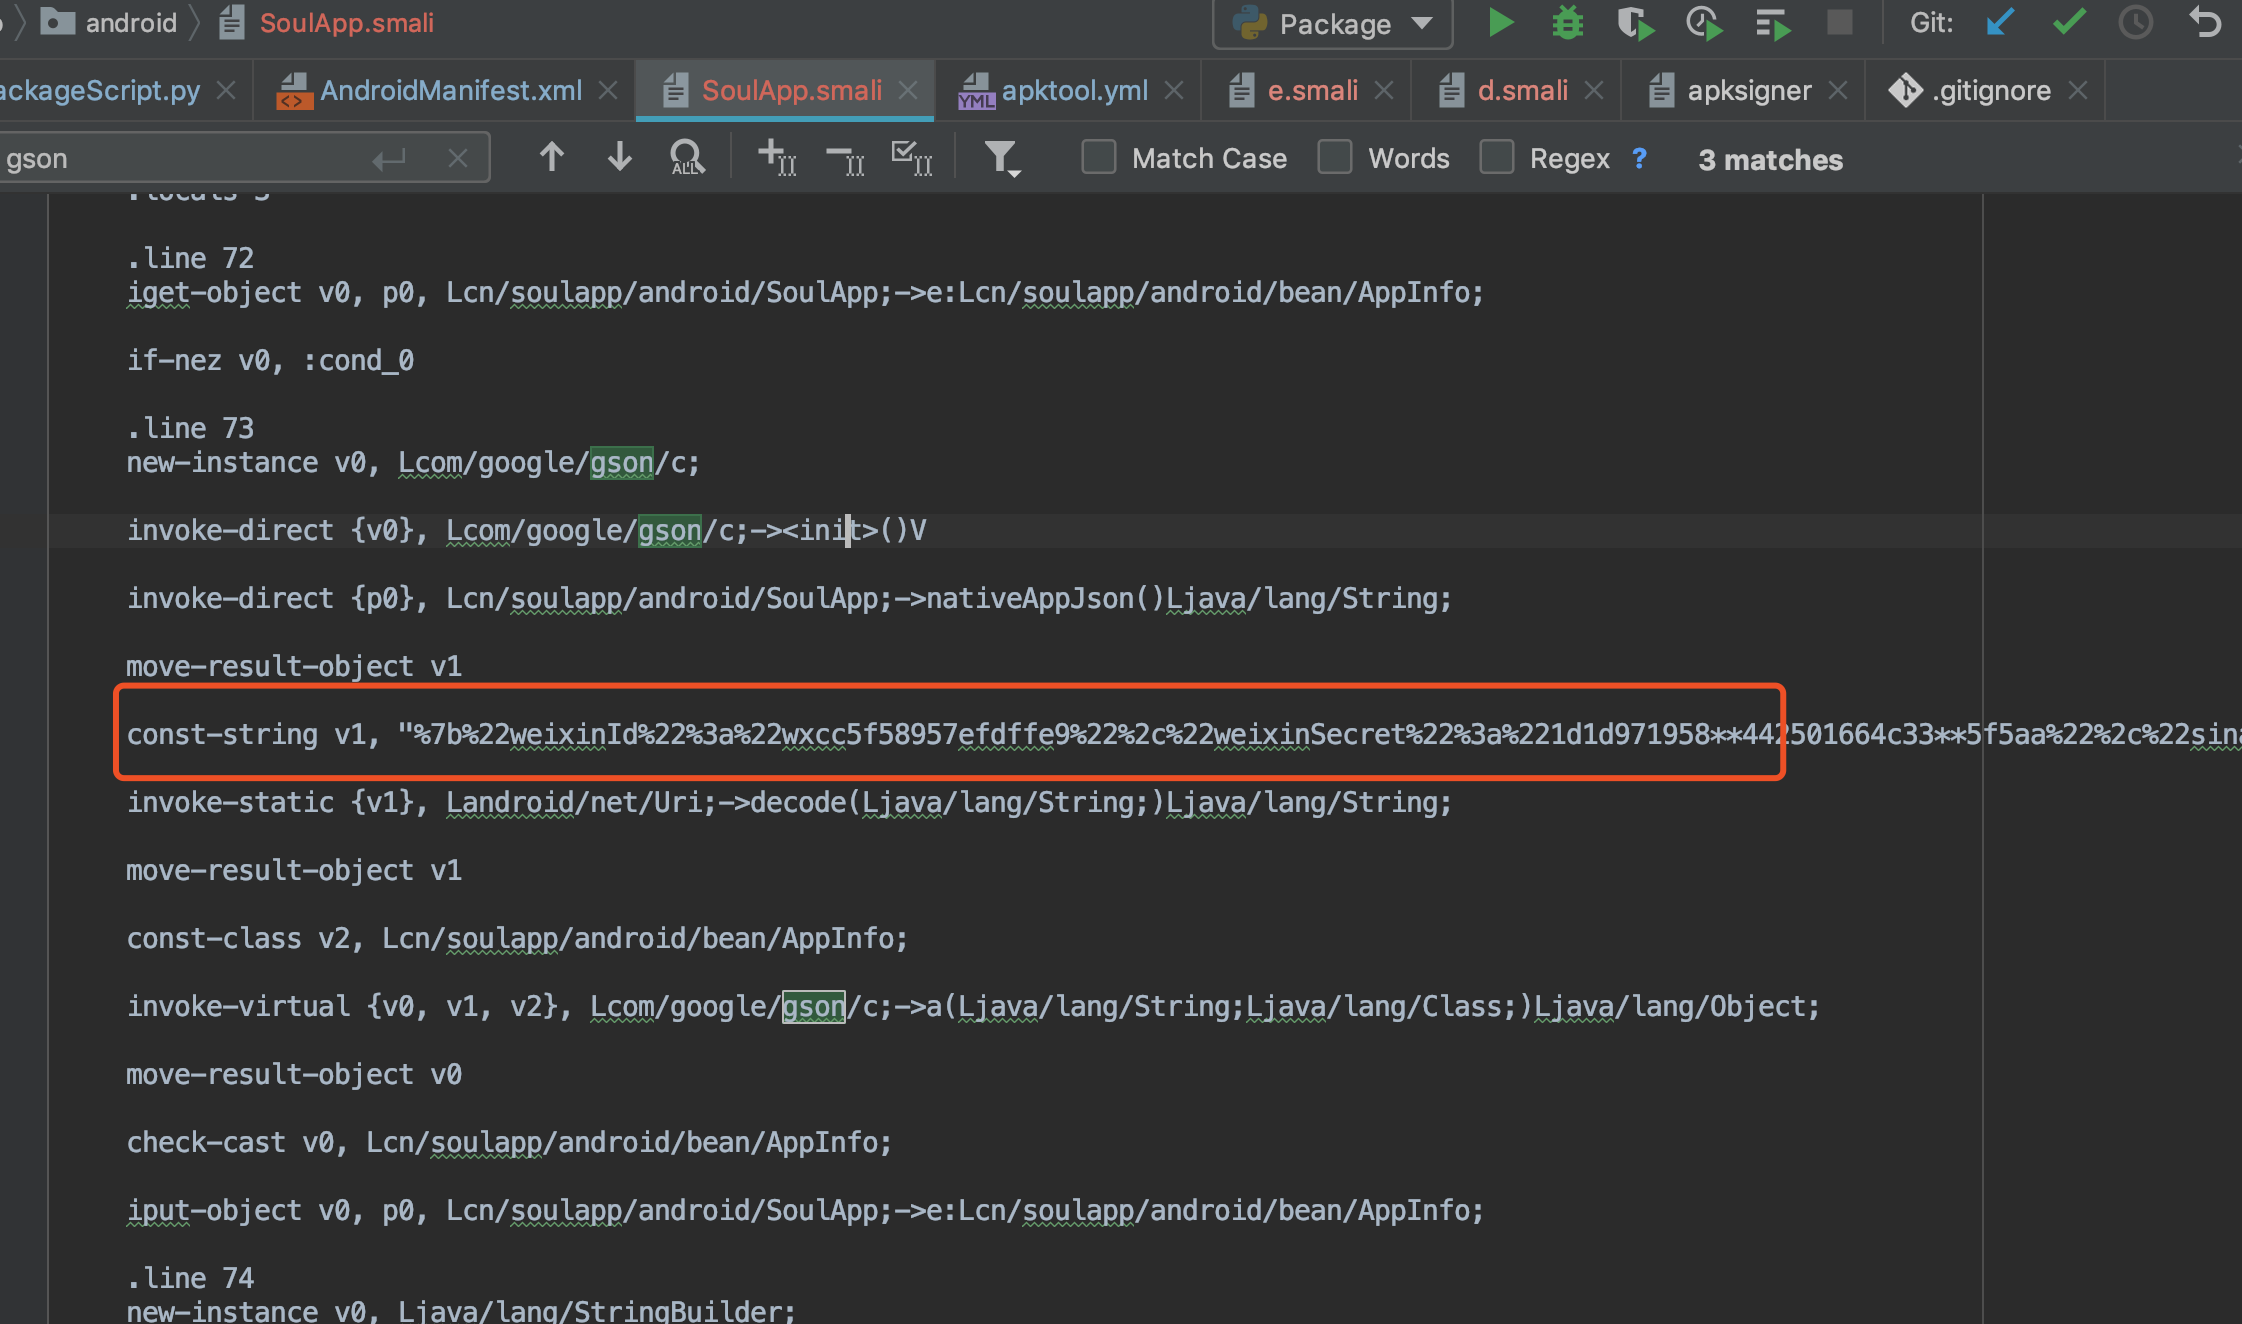 android SoulApp.smali Package Git:
ackageScript.py AndroidManifest.xml SoulApp.smali apktool.yml e.smali d.smali apksigner .gitignore
gson Match Case Words Regex ? 3 matches
.locals 3
.line 72
iget-object v0, p0, Lcn/soulapp/android/SoulApp;->e:Lcn/soulapp/android/bean/AppInfo;
if-nez v0, :cond_0
.line 73
new-instance v0, Lcom/google/gson/c;
invoke-direct {v0}, Lcom/google/gson/c;-><init>()V
invoke-direct {p0}, Lcn/soulapp/android/SoulApp;->nativeAppJson()Ljava/lang/String;
move-result-object v1
const-string v1, "%7b%22weixinId%22%3a%22wxcc5f58957efdffe9%22%2c%22weixinSecret%22%3a%221d1d971958**442501664c33**5f5aa%22%2c%22sina
invoke-static {v1}, Landroid/net/Uri;->decode(Ljava/lang/String;)Ljava/lang/String;
move-result-object v1
const-class v2, Lcn/soulapp/android/bean/AppInfo;
invoke-virtual {v0, v1, v2}, Lcom/google/gson/c;->a(Ljava/lang/String;Ljava/lang/Class;)Ljava/lang/Object;
move-result-object v0
check-cast v0, Lcn/soulapp/android/bean/AppInfo;
iput-object v0, p0, Lcn/soulapp/android/SoulApp;->e:Lcn/soulapp/android/bean/AppInfo;
.line 74
new-instance v0, Ljava/lang/StringBuilder;